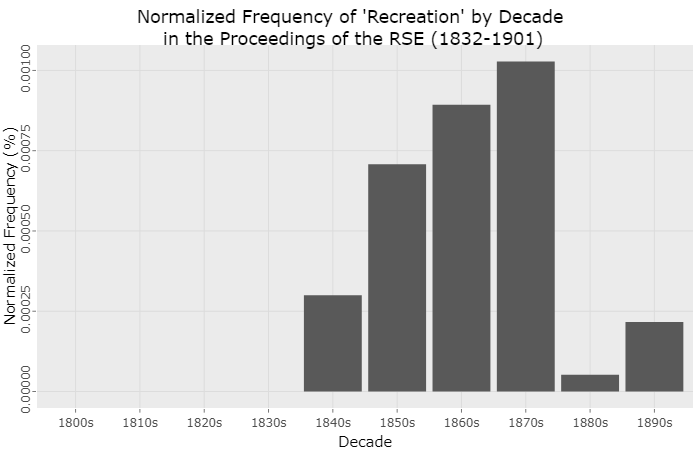 Normalized Frequency of 'Recreation' by Decade
in the Proceedings of the RSE (1832-1901)
Normalized Frequency (%)
0.00100
0.00075
0.00050
0.00025
0.00000
1800s 1810s 1820s 1830s 1840s 1850s 1860s 1870s 1880s 1890s
Decade